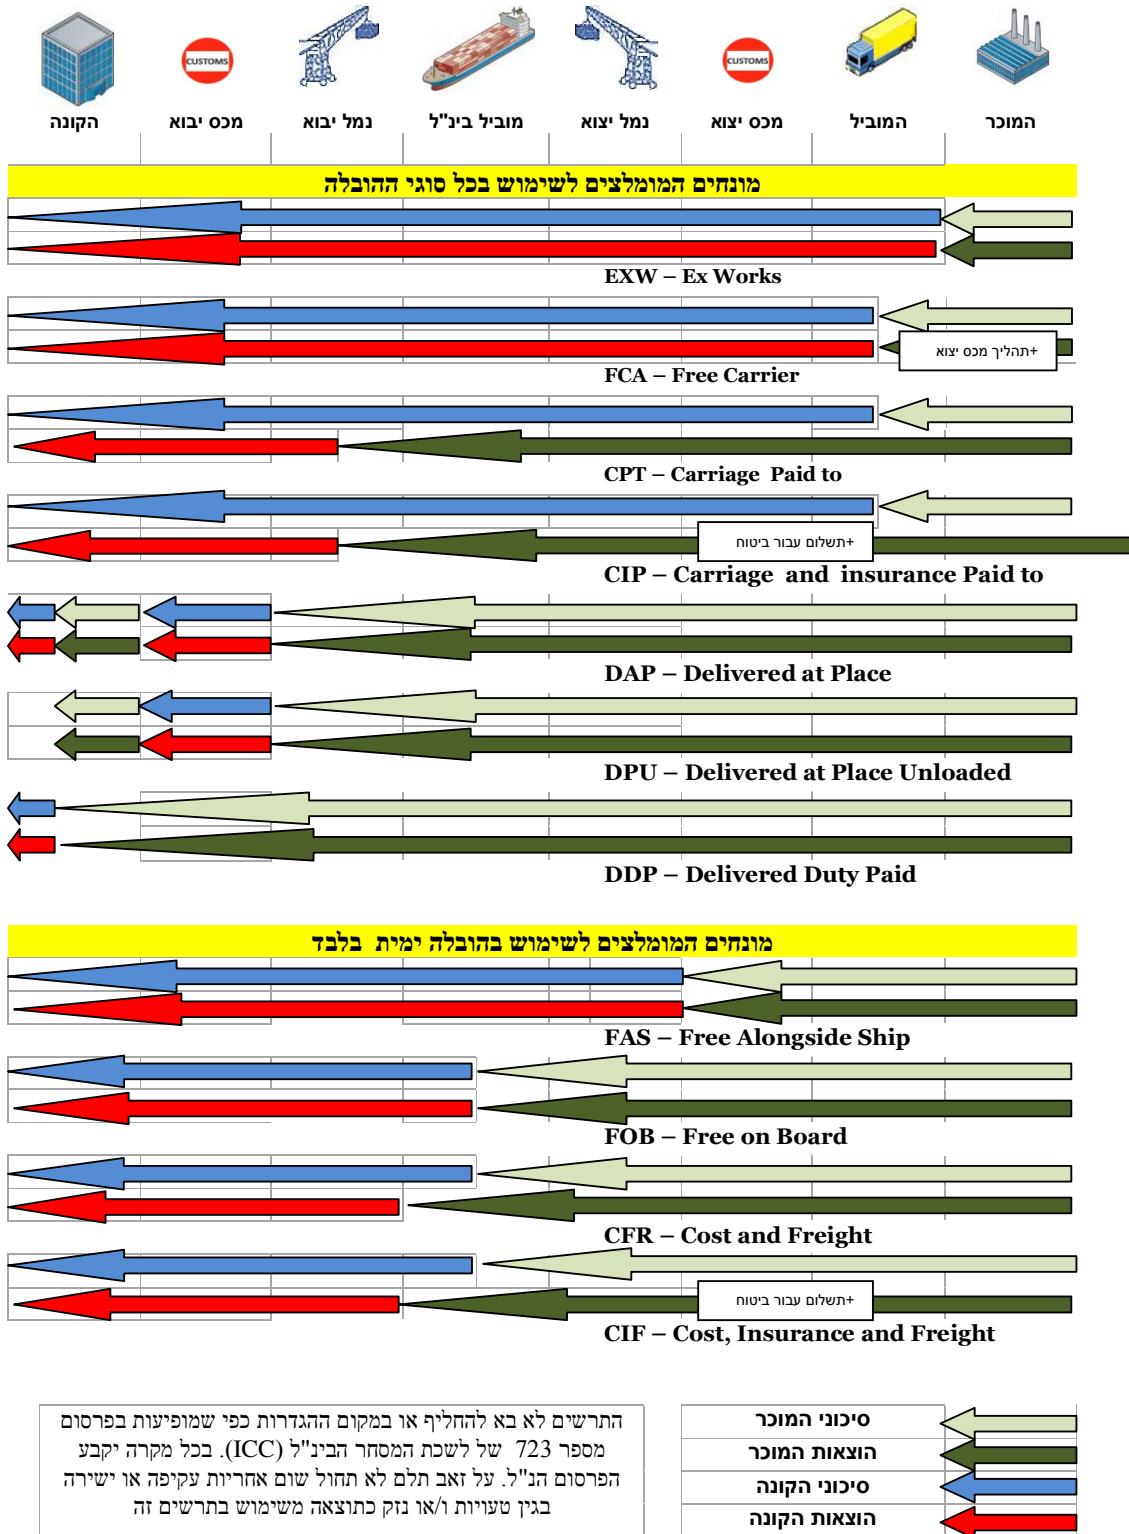 CUSTOMS
CUSTOMS
המוכר
המוביל
מכס יצוא
נמל יצוא
מוביל בינ"ל
נמל יבוא
מכס יבוא
הקונה
מונחים המומלצים לשימוש בכל סוגי ההובלה
EXW – Ex Works
+תהליך מכס יצוא
FCA – Free Carrier
CPT – Carriage Paid to
+תשלום עבור ביטוח
CIP – Carriage and insurance Paid to
DAP – Delivered at Place
DPU – Delivered at Place Unloaded
DDP – Delivered Duty Paid
מונחים המומלצים לשימוש בהובלה ימית בלבד
FAS – Free Alongside Ship
FOB – Free on Board
CFR – Cost and Freight
+תשלום עבור ביטוח
CIF – Cost, Insurance and Freight
סיכוני המוכר
הוצאות המוכר
סיכוני הקונה
הוצאות הקונה
התרשים לא בא להחליף או במקום ההגדרות כפי שמופיעות בפרסום
מספר 723 של לשכת המסחר הבינ"ל (ICC). בכל מקרה יקבע
הפרסום הנ"ל. על זאב תלם לא תחול שום אחריות עקיפה או ישירה
בגין טעויות ו/או נזק כתוצאה משימוש בתרשים זה